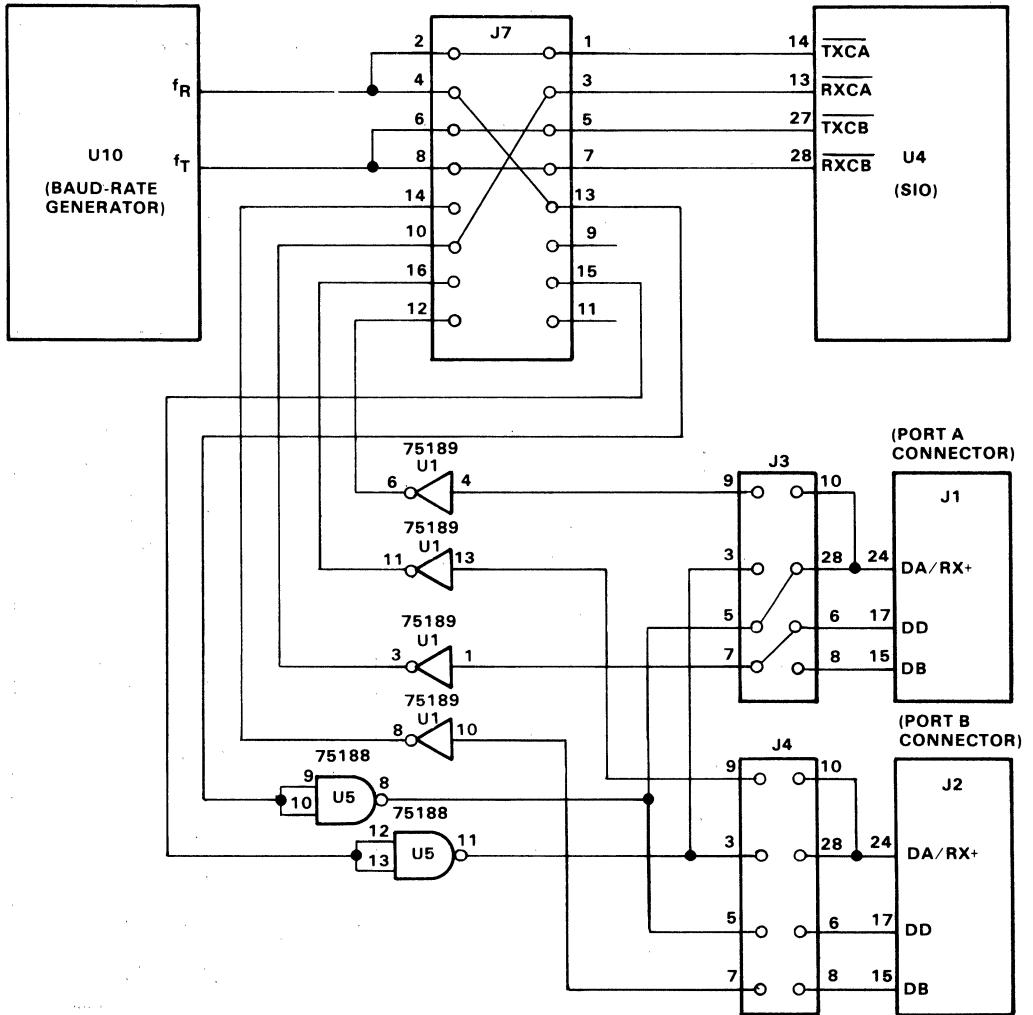 J7
2
1
14
TXCA
fR
4
3
13
RXCA
6
5
27
TXCB
U10
(BAUD-RATE
GENERATOR)
fT
8
7
28
RXCB
U4
(SIO)
14
13
10
9
16
15
12
11
(PORT A
CONNECTOR)
75189
U1
6
4
J3
9
10
J1
75189
U1
11
13
3
28
24
DA/RX+
75189
U1
3
1
5
6
17
DD
7
8
15
DB
75189
U1
8
10
(PORT B
CONNECTOR)
J4
75188
9
10
U5
8
9
10
J2
75188
12
13
U5
11
3
28
24
DA/RX+
5
6
17
DD
7
8
15
DB